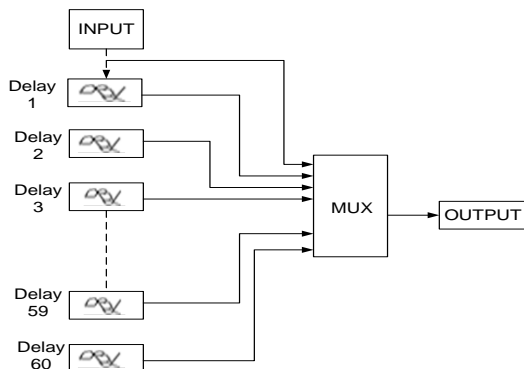 INPUT
Delay
1
Delay
2
Delay
3
MUX
OUTPUT
Delay
59
Delay
60